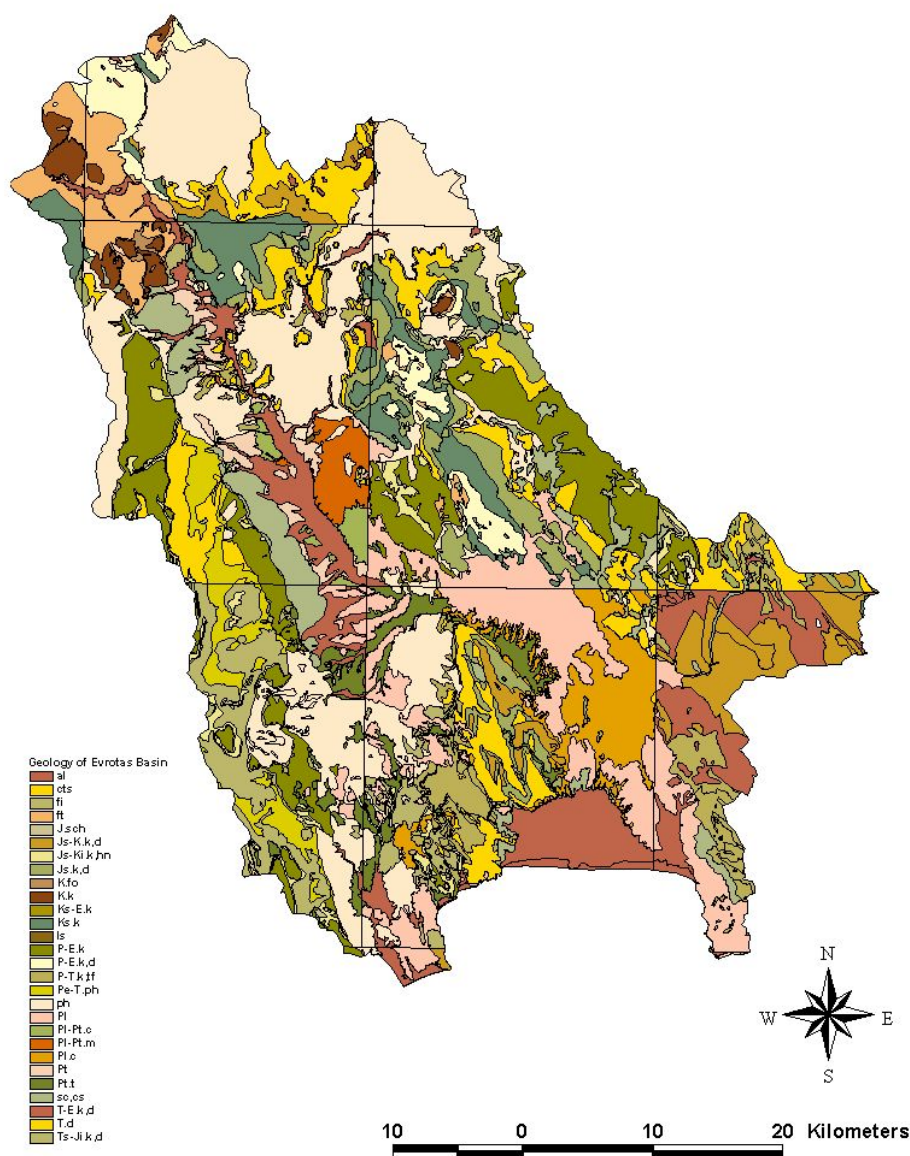 Geology of Evrotas Basin
al
cts
fi
ft
J.sch
Js-K.k,d
Js-Ki.k,hn
Js.k,d
K.fo
K.k
Ks-E.k
Ks.k
ls
P-E.k
P-E.k,d
P-T.k,tf
Pe-T.ph
ph
Pl
Pl-Pt.c
Pl-Pt.m
Pl.c
Pt
Pt.t
sc,cs
T-E.k,d
T.d
Ts-Ji.k,d
N
W E
S
10 0 10 20 Kilometers